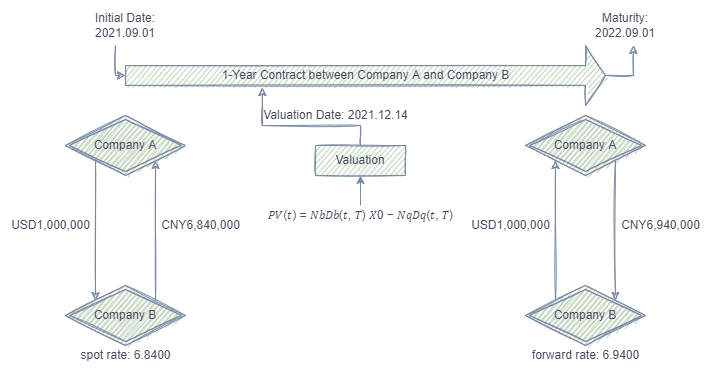 Initial Date:
2021.09.01
Maturity:
2022.09.01
1-Year Contract between Company A and Company B
Valuation Date: 2021.12.14
Company A
Valuation
Company A
PV(t) = NbDb(t, T) X0 − NqDq(t, T)
USD1,000,000
CNY6,840,000
USD1,000,000
CNY6,940,000
Company B
spot rate: 6.8400
Company B
forward rate: 6.9400